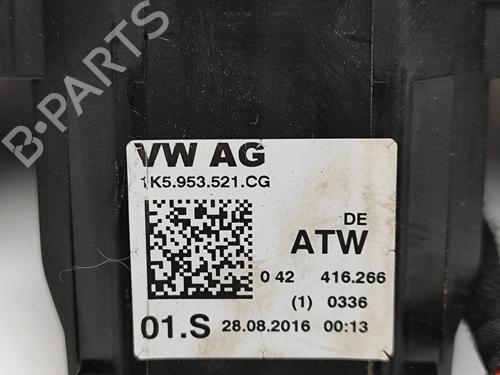 VW AG
1K5.953.521.CG
DE
ATW
0 42 416.266
(1) 0336
01.S 28.08.2016 00:13
B-PARTS